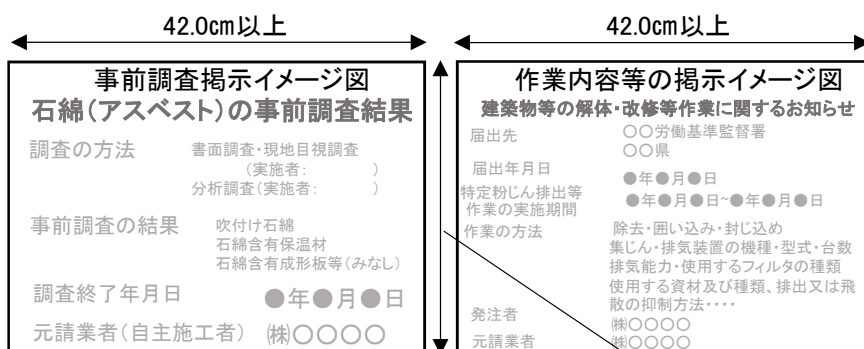 42.0cm以上
事前調査掲示イメージ図
石綿(アスベスト)の事前調査結果
調査の方法 書面調査・現地目視調査
(実施者: )
分析調査(実施者: )
事前調査の結果 吹付け石綿
石綿含有保温材
石綿含有成形板等(みなし)
調査終了年月日 ●年●月●日
元請業者(自主施工者) ㈱〇〇〇〇
42.0cm以上
作業内容等の掲示イメージ図
建築物等の解体・改修等作業に関するお知らせ
届出先 〇〇労働基準監督署
〇〇県
届出年月日 ●年●月●日
特定粉じん排出等
作業の実施期間 ●年●月●日~●年●月●日
作業の方法 除去・囲い込み・封じ込め
集じん・排気装置の機種・型式・台数
排気能力・使用するフィルタの種類
使用する資材及び種類、排出又は飛
散の抑制方法・・・・
発注者 ㈱〇〇〇〇
元請業者 ㈱〇〇〇〇